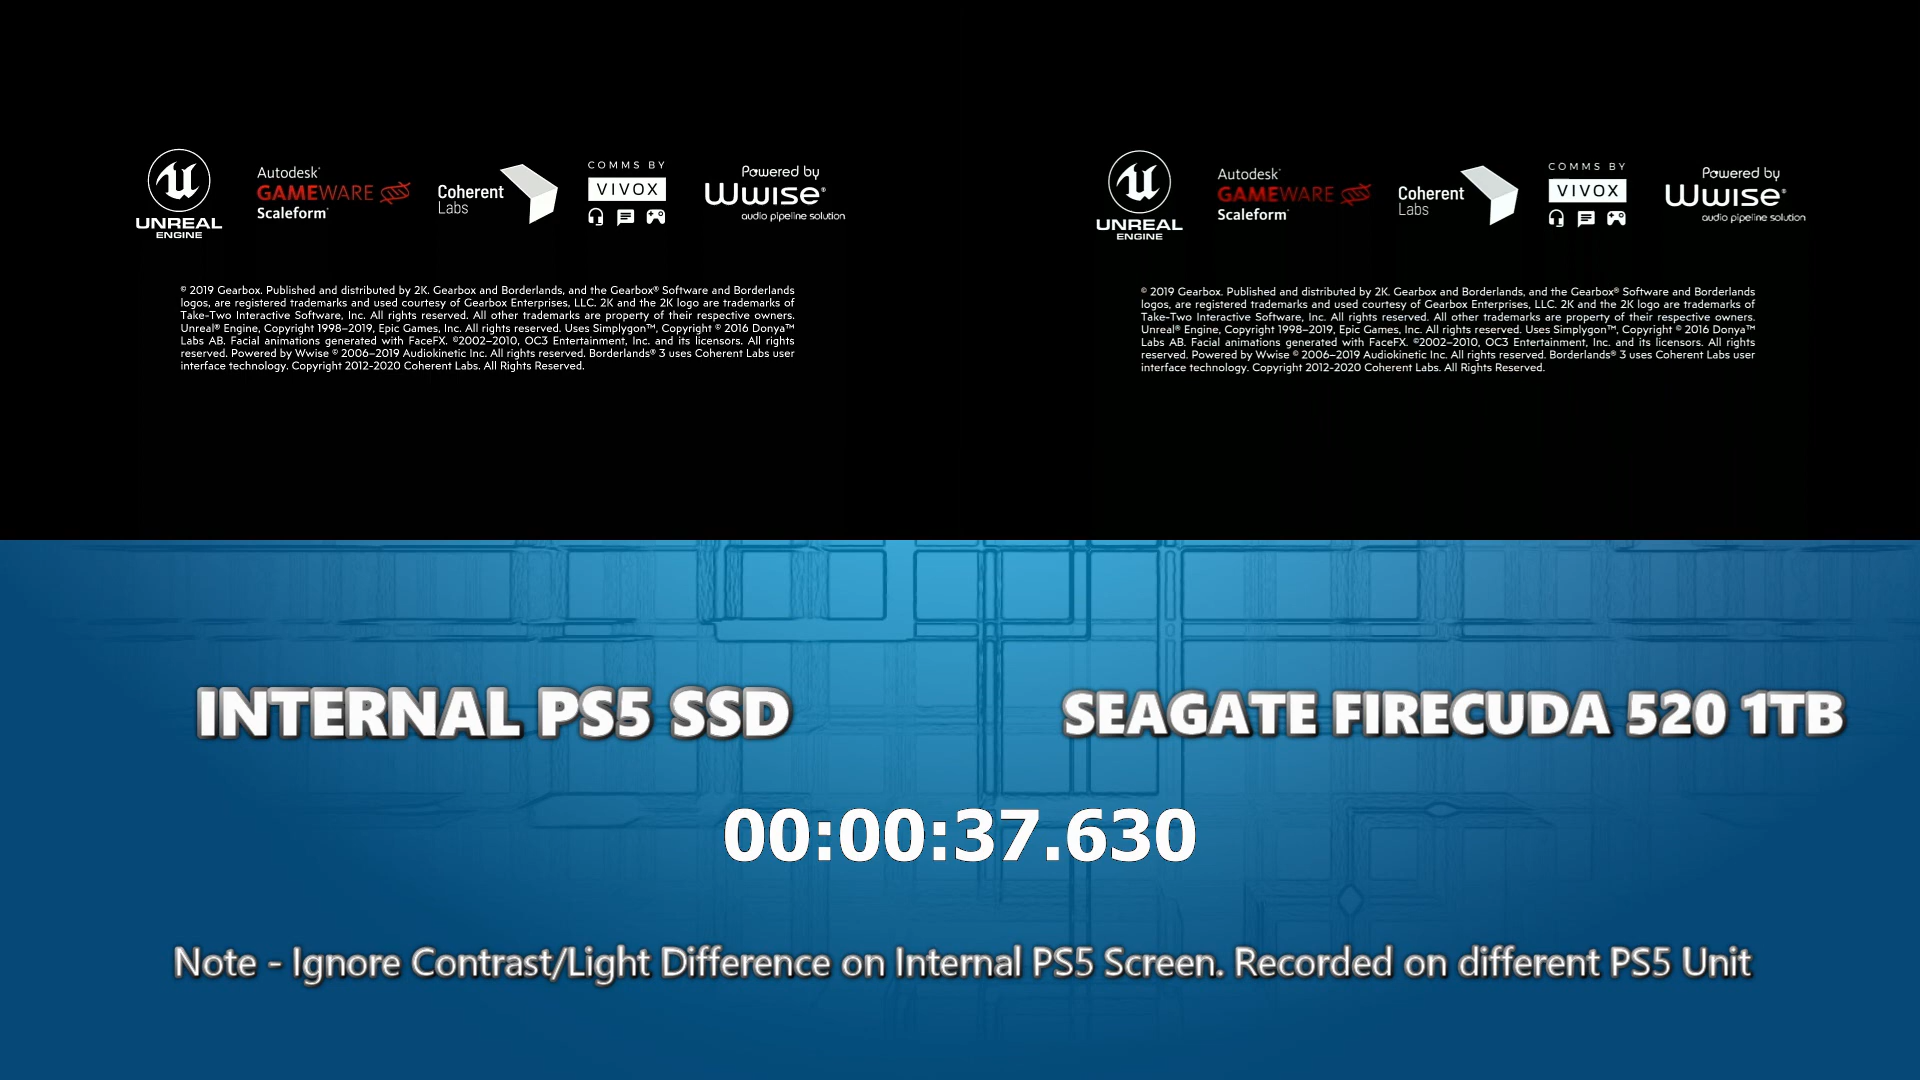 UNREAL
ENGINE
Autodesk®
GAMEWARE
Scaleform®
Coherent
Labs
COMMS BY
VIVOX
Powered by
Wwise®
audio pipeline solution
© 2019 Gearbox. Published and distributed by 2K. Gearbox and Borderlands, and the Gearbox® Software and Borderlands
logos, are registered trademarks and used courtesy of Gearbox Enterprises, LLC. 2K and the 2K logo are trademarks of
Take-Two Interactive Software, Inc. All rights reserved. All other trademarks are property of their respective owners.
Unreal® Engine, Copyright 1998–2019, Epic Games, Inc. All rights reserved. Uses Simplygon™, Copyright © 2016 Donya™
Labs AB. Facial animations generated with FaceFX. ©2002–2010, OC3 Entertainment, Inc. and its licensors. All rights
reserved. Powered by Wwise © 2006–2019 Audiokinetic Inc. All rights reserved. Borderlands® 3 uses Coherent Labs user
interface technology. Copyright 2012-2020 Coherent Labs. All Rights Reserved.
UNREAL
ENGINE
Autodesk®
GAMEWARE
Scaleform®
Coherent
Labs
COMMS BY
VIVOX
Powered by
Wwise®
audio pipeline solution
© 2019 Gearbox. Published and distributed by 2K. Gearbox and Borderlands, and the Gearbox® Software and Borderlands
logos, are registered trademarks and used courtesy of Gearbox Enterprises, LLC. 2K and the 2K logo are trademarks of
Take-Two Interactive Software, Inc. All rights reserved. All other trademarks are property of their respective owners.
Unreal® Engine, Copyright 1998–2019, Epic Games, Inc. All rights reserved. Uses Simplygon™, Copyright © 2016 Donya™
Labs AB. Facial animations generated with FaceFX. ©2002–2010, OC3 Entertainment, Inc. and its licensors. All rights
reserved. Powered by Wwise © 2006–2019 Audiokinetic Inc. All rights reserved. Borderlands® 3 uses Coherent Labs user
interface technology. Copyright 2012-2020 Coherent Labs. All Rights Reserved.
INTERNAL PS5 SSD
SEAGATE FIRECUDA 520 1TB
00:00:37.630
Note - Ignore Contrast/Light Difference on Internal PS5 Screen. Recorded on different PS5 Unit